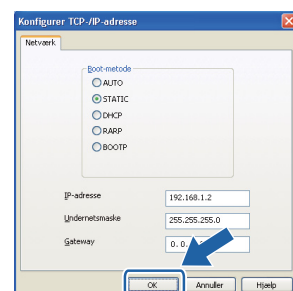 Konfigurer TCP-/IP-adresse
Netværk
Boot-metode
AUTO
STATIC
DHCP
RARP
BOOTP
IP-adresse 192.168.1.2
Undernetsmaske 255.255.255.0
Gateway 0. 0.
OK Annuller Hjælp